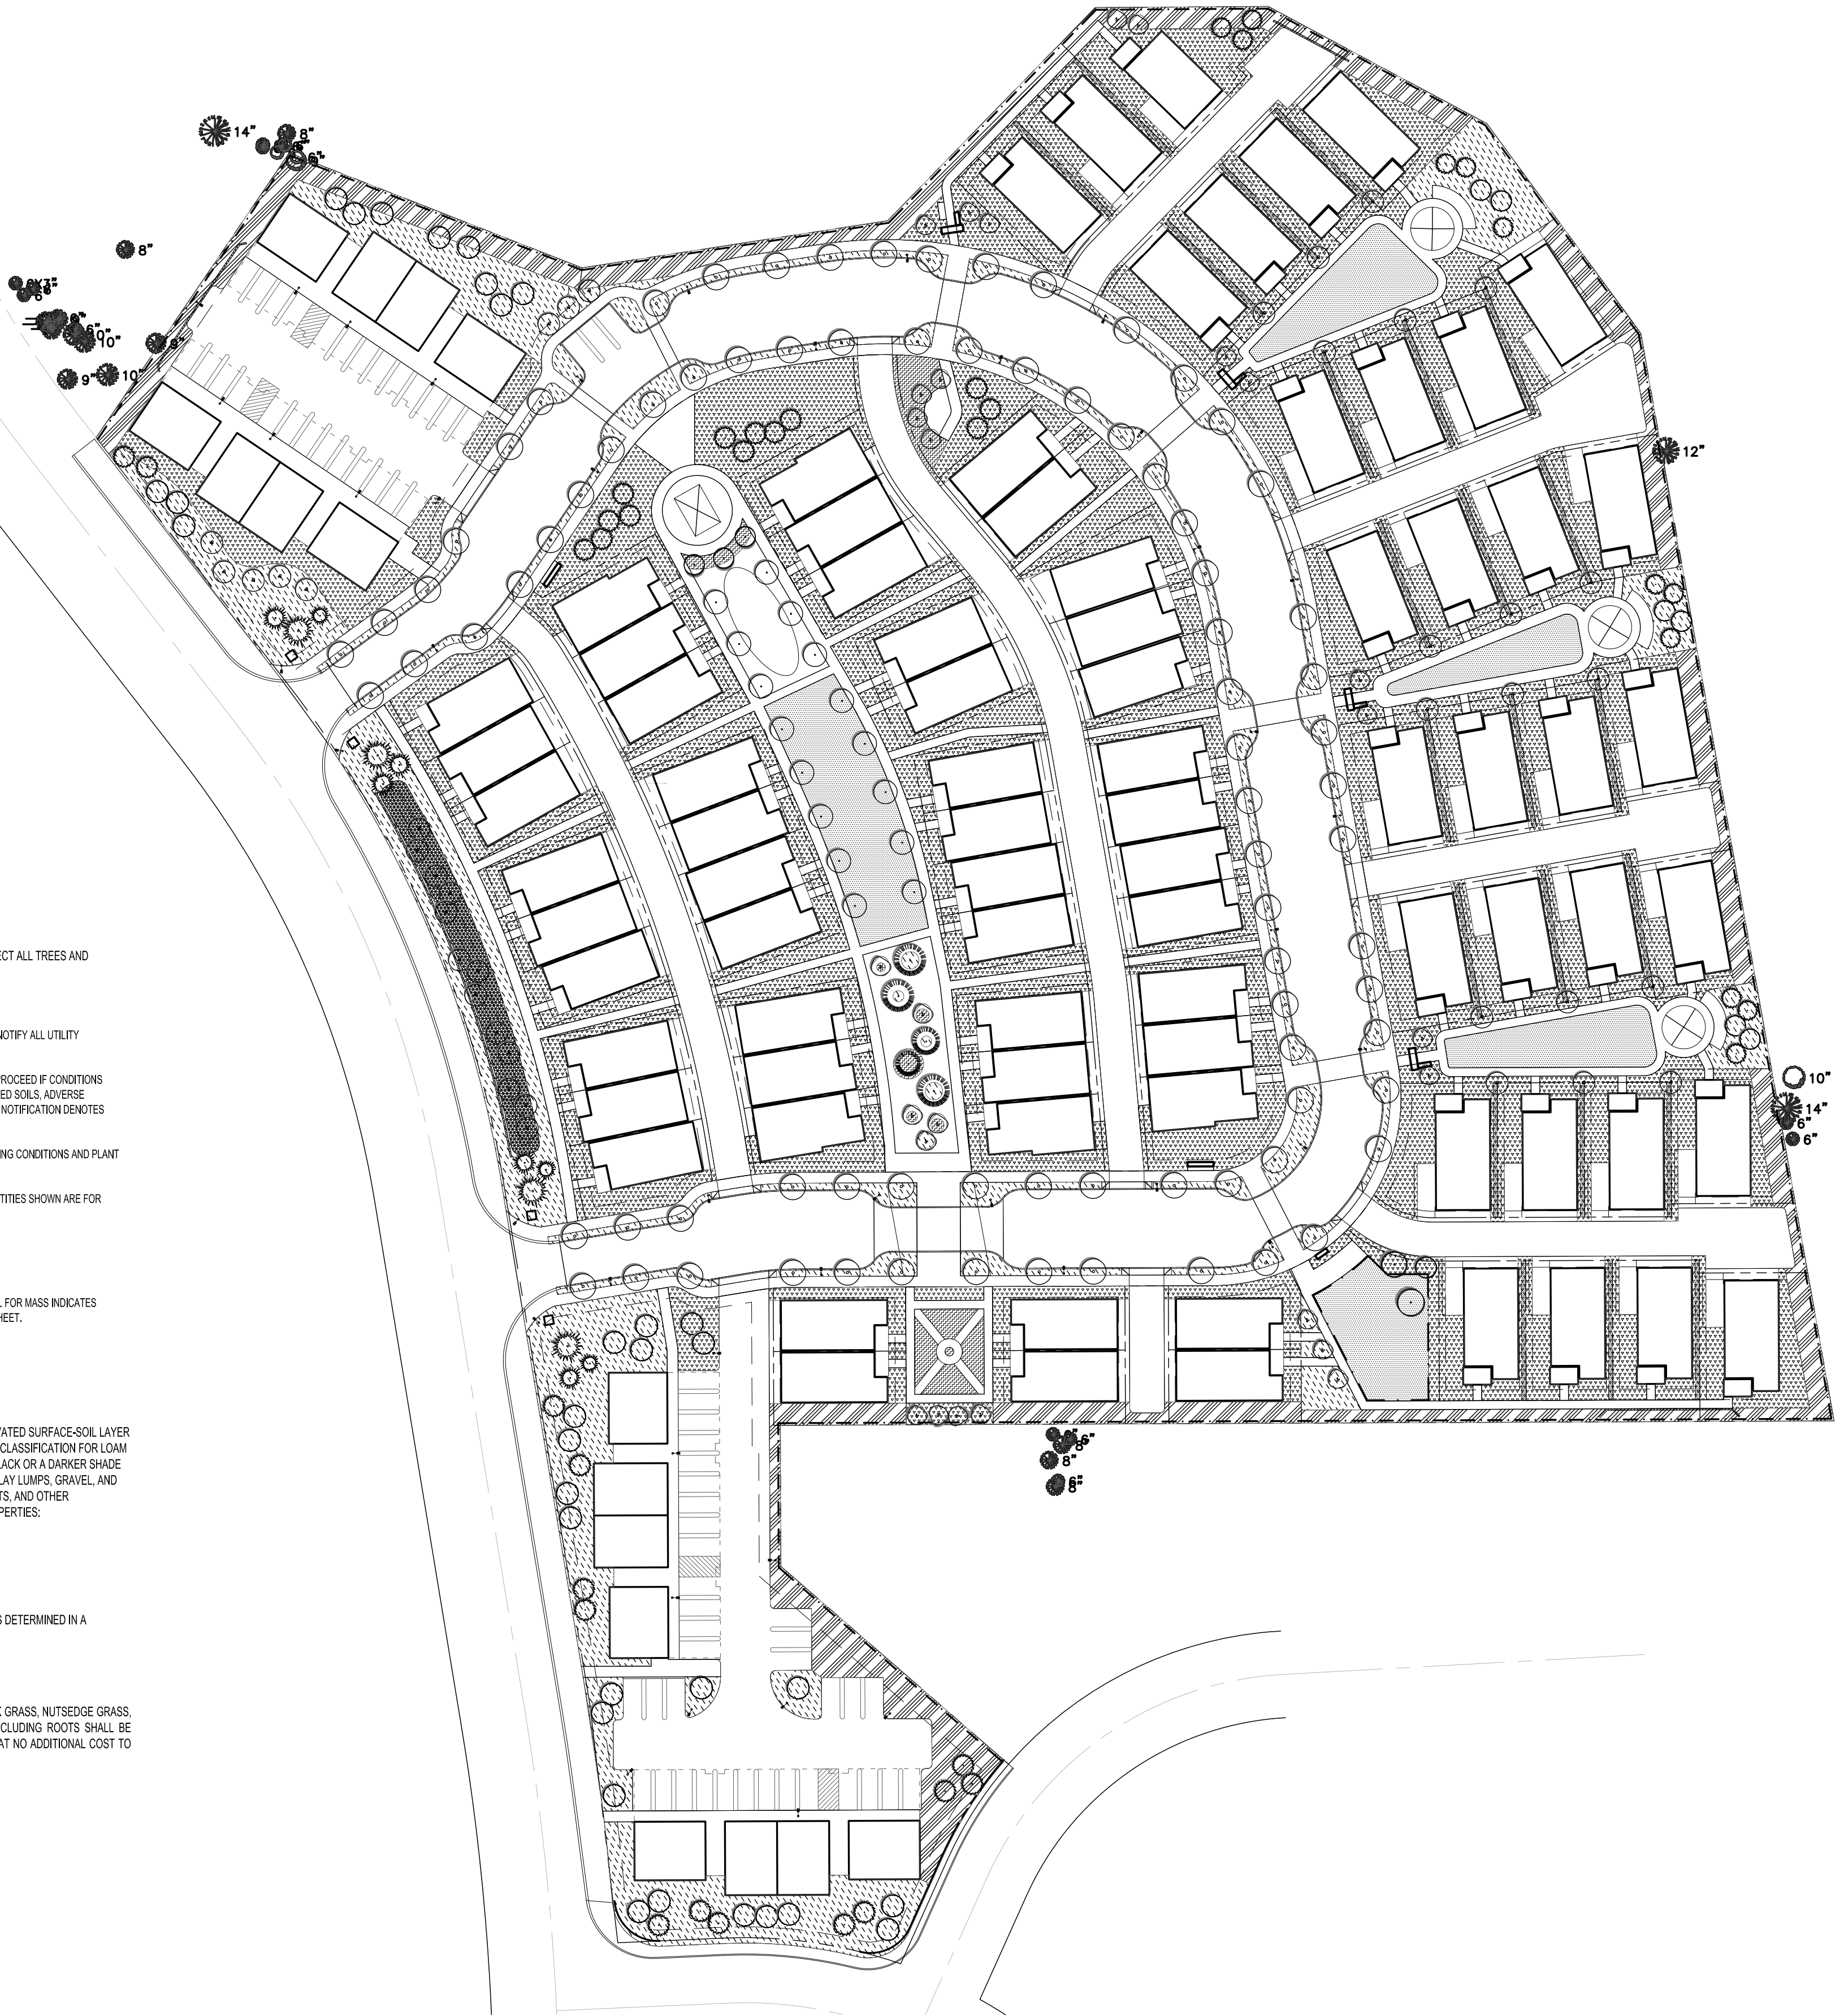 14”
8”
6”
8”
6”
6”
10”
9”
9”
10”
12”
ECT ALL TREES AND
NOTIFY ALL UTILITY
PROCEED IF CONDITIONS
ED SOILS, ADVERSE
NOTIFICATION DENOTES
NG CONDITIONS AND PLANT
TITIES SHOWN ARE FOR
L FOR MASS INDICATES
HEET.
VATED SURFACE-SOIL LAYER
CLASSIFICATION FOR LOAM
LACK OR A DARKER SHADE
LAY LUMPS, GRAVEL, AND
TS, AND OTHER
PERTIES:
S DETERMINED IN A
K GRASS, NUTSEDGE GRASS,
CLUDING ROOTS SHALL BE
AT NO ADDITIONAL COST TO
10”
14”
6”
6”
6”
8”
8”
6”
8”